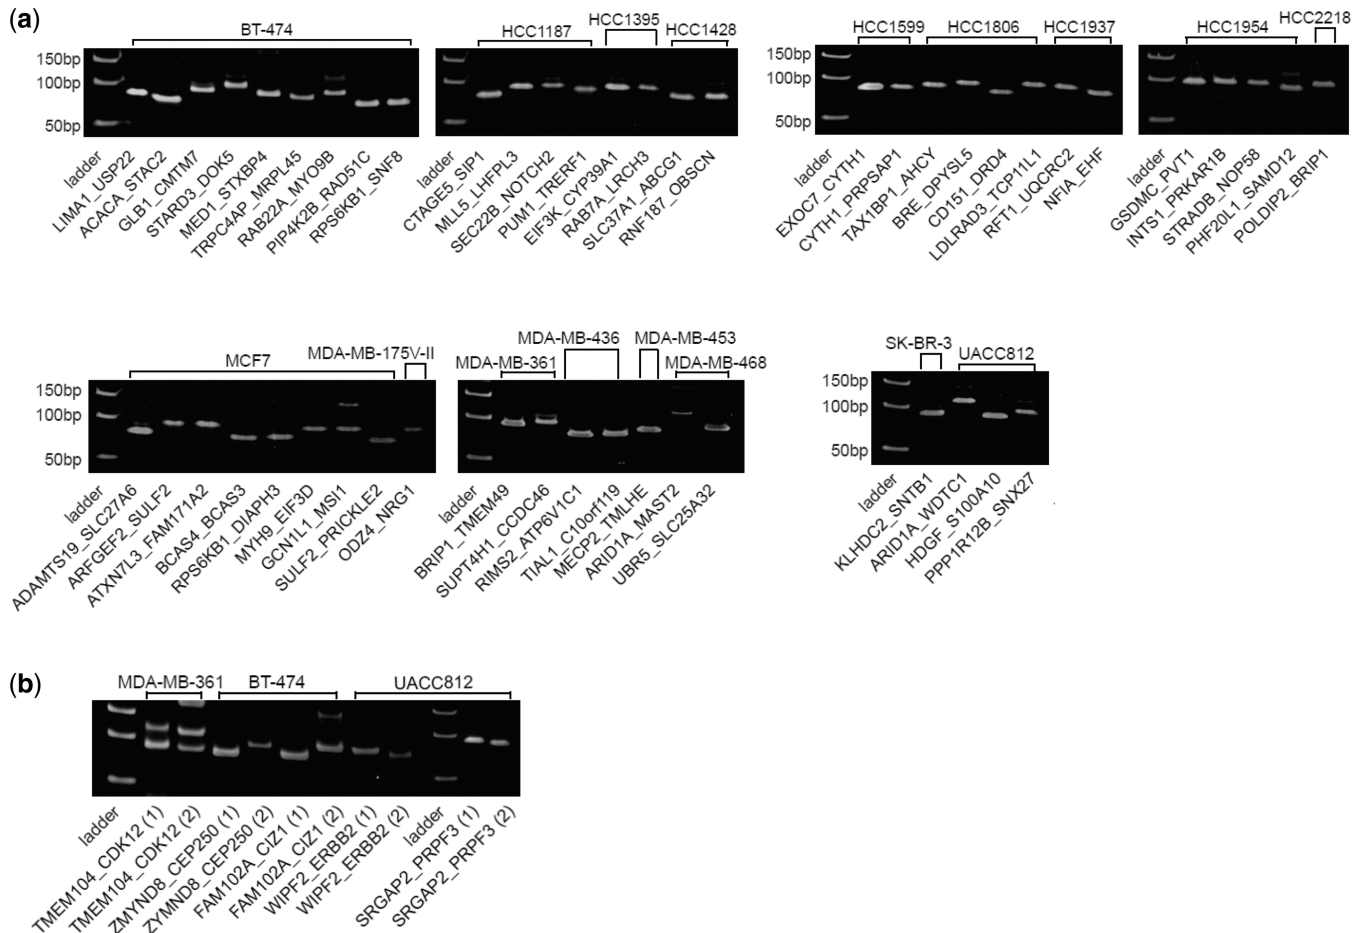 (a)
BT-474
HCC1187
HCC1395
HCC1428
HCC1599
HCC1806
HCC1937
HCC1954
HCC2218
150bp
100bp
50bp
150bp
100bp
50bp
ladder
LIMA1_USP22
ACACA_STAC2
GLB1_CMTM7
STARD3_DOK5
MED1_STXBP4
TRPC4AP_MRPL45
RAB22A_MYO9B
PIP4K2B_RAD51C
RPS6KB1_SNF8
ladder
CTAGE5_SIP1
MLL5_LHFPL3
SEC22B_NOTCH2
PUM1_TRERF1
EIF3K_CYP39A1
RAB7A_LRCH3
SLC37A1_ABCG1
RNF187_OBSCN
ladder
EXOC7_CYTH1
CYTH1_PRPSAP1
TAX1BP1_AHCY
BRE_DPYSL5
CD151_DRD4
LDLRAD3_TCP11L1
RFT1_UQCRC2
NFIA_EHF
ladder
GSDMC_PVT1
INTS1_PRKAR1B
STRADB_NOP58
PHF20L1_SAMD12
POLDIP2_BRIP1
MCF7
MDA-MB-175V-II
MDA-MB-361
MDA-MB-436
MDA-MB-453
MDA-MB-468
SK-BR-3
UACC812
150bp
100bp
50bp
150bp
100bp
50bp
ladder
ADAMTS19_SLC27A6
ARFGEF2_SULF2
ATXN7L3_FAM171A2
BCAS4_BCAS3
RPS6KB1_DIAPH3
MYH9_EIF3D
GCN1L1_MSI1
SULF2_PRICKLE2
ODZ4_NRG1
ladder
BRIP1_TMEM49
SUPT4H1_CCDC46
RIMS2_ATP6V1C1
TIAL1_C10orf119
MECP2_TMLHE
ARID1A_MAST2
UBR5_SLC25A32
ladder
KLHDC2_SNTB1
ARID1A_WDTC1
HDGF_S100A10
PPP1R12B_SNX27
(b)
MDA-MB-361
BT-474
UACC812
ladder
TMEM104_CDK12 (1)
TMEM104_CDK12 (2)
ZMYND8_CEP250 (1)
ZYMND8_CEP250 (2)
FAM102A_CIZ1 (1)
FAM102A_CIZ1 (2)
WIPF2_ERBB2 (1)
WIPF2_ERBB2 (2)
ladder
SRGAP2_PRPF3 (1)
SRGAP2_PRPF3 (2)